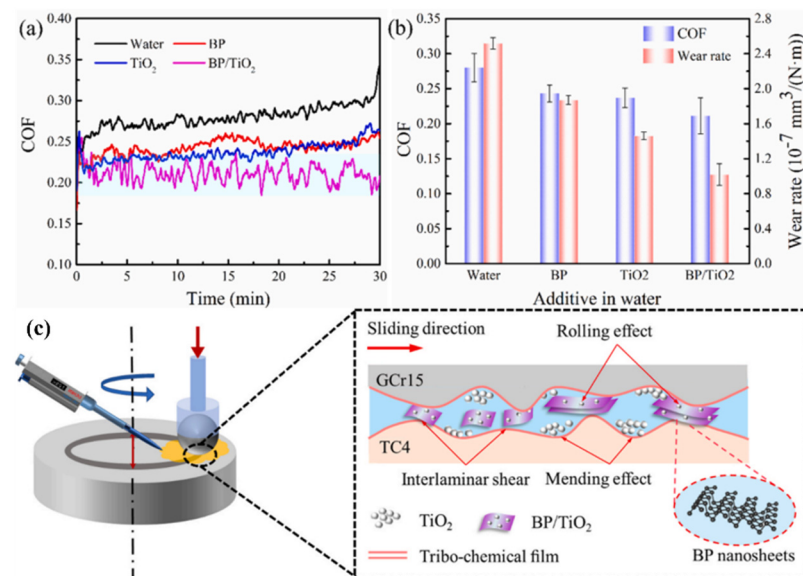 (a)
Water
BP
TiO₂
BP/TiO₂
0.40
0.35
0.30
0.25
0.20
0.15
0.10
COF
0
5
10
15
20
25
30
Time (min)
(b)
COF
Wear rate
0.35
0.30
0.25
0.20
0.15
0.10
0.05
0.00
COF
2.8
2.4
2.0
1.6
1.2
0.8
0.4
0.0
Wear rate (10⁻⁷ mm³/(N·m))
Water
BP
TiO2
BP/TiO2
Additive in water
(c)
Sliding direction
Rolling effect
GCr15
TC4
Interlaminar shear
Mending effect
TiO₂
BP/TiO₂
Tribo-chemical film
BP nanosheets